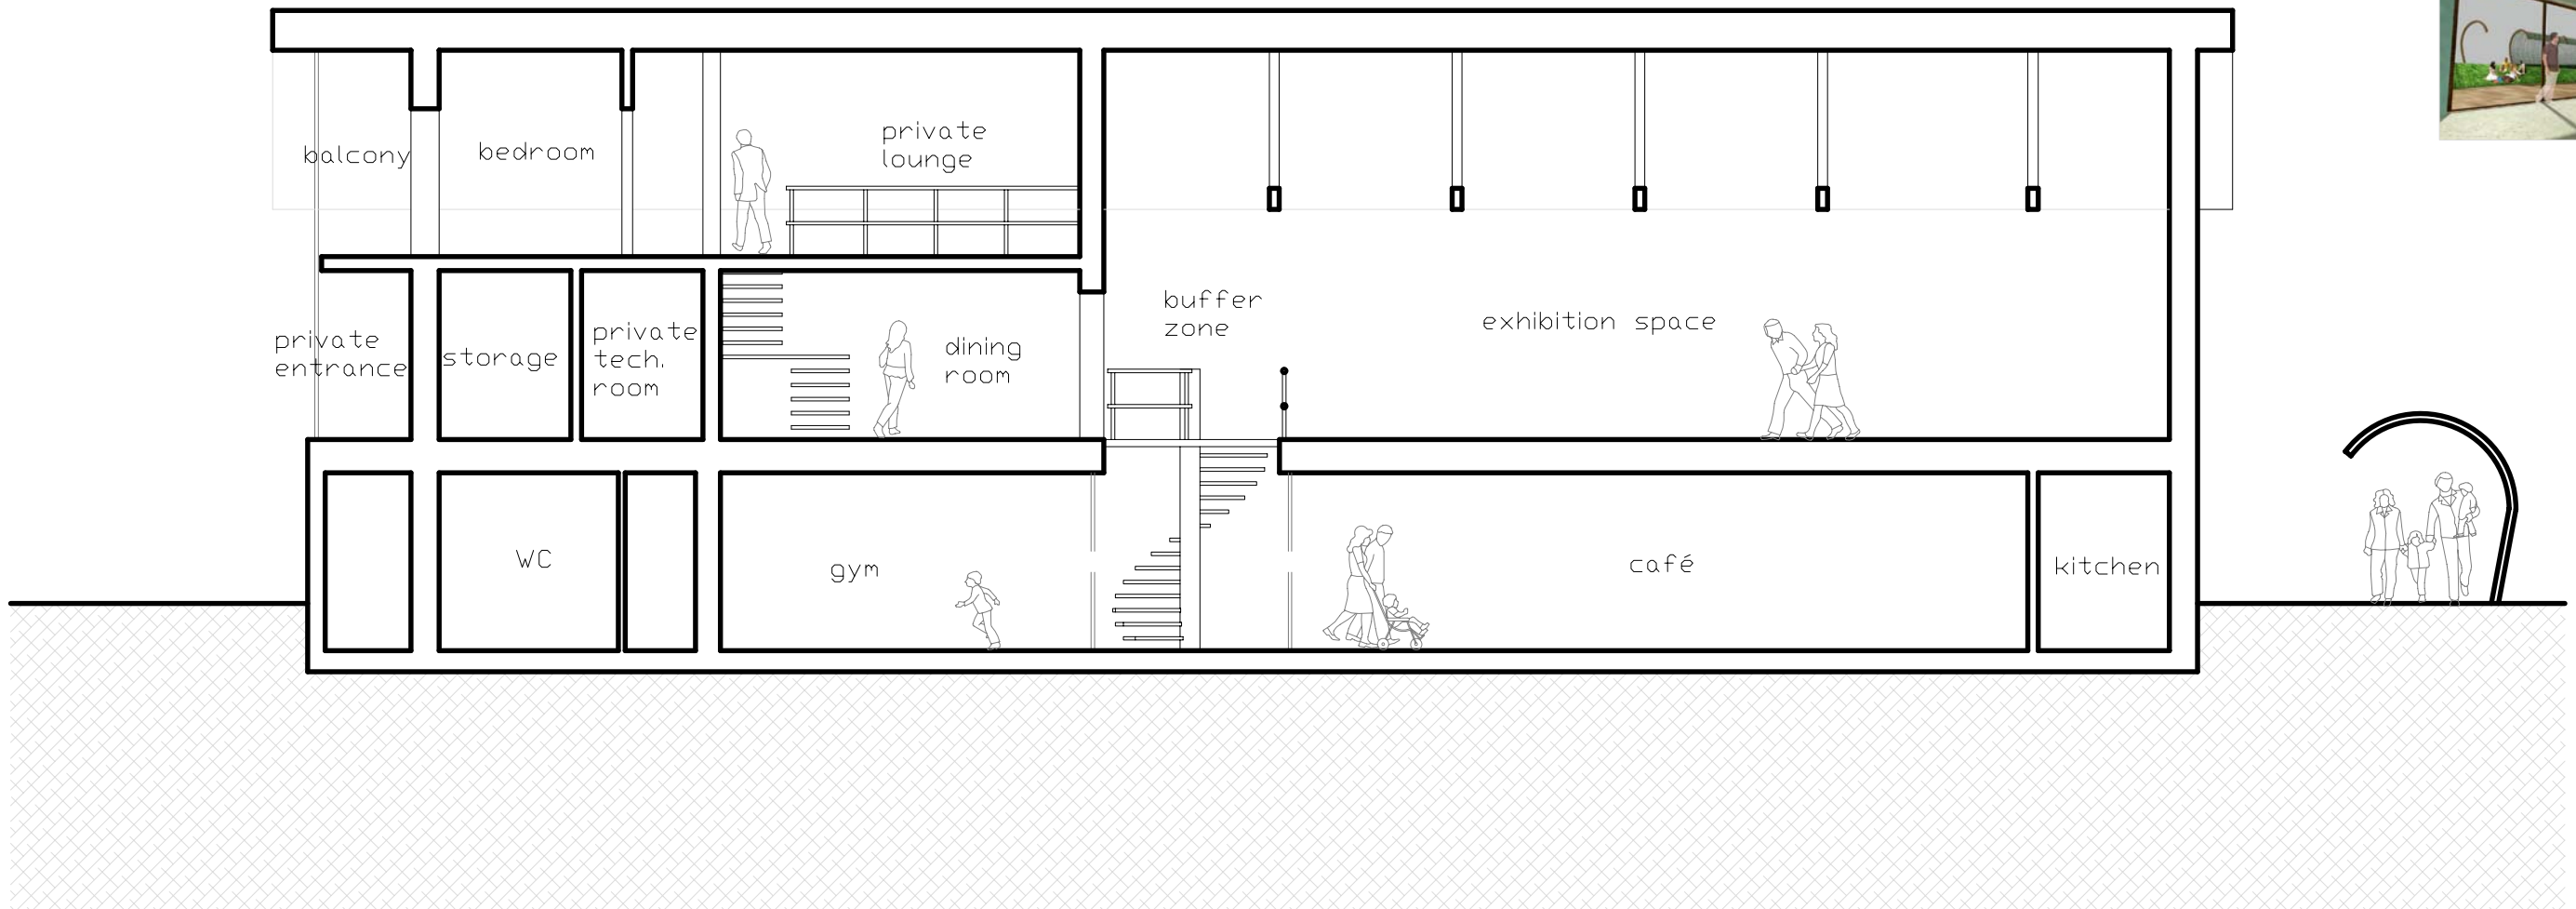 balcony
bedroom
private
lounge
private
entrance
storage
private
tech.
room
dining
room
buffer
zone
exhibition space
WC
gym
café
kitchen